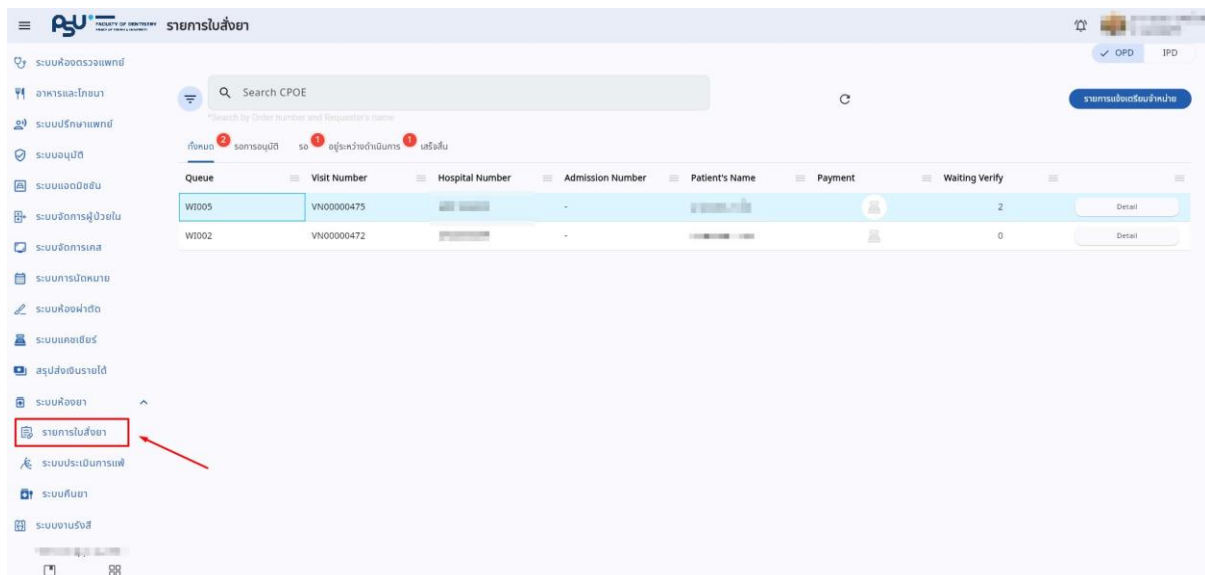 PSU FACULTY OF DENTISTRY รายการใบสั่งยา
OPD IPD
ระบบห้องตรวจแพทย์
อาหารและโภชนา
Search CPOE
รายการแจ้งเตรียมจำหน่าย
*Search by Order number and Requester's name
ระบบปรึกษาแพทย์
ทั้งหมด 2 รอการอนุมัติ รอ 1 อยู่ระหว่างดำเนินการ 1 เสร็จสิ้น
ระบบอนุมัติ
Queue Visit Number Hospital Number Admission Number Patient's Name Payment Waiting Verify
ระบบแอดมิชชัน
WI005 VN00000475 - 2 Detail
ระบบจัดการผู้ป่วยใน
WI002 VN00000472 - 0 Detail
ระบบจัดการเคส
ระบบการนัดหมาย
ระบบห้องผ่าตัด
ระบบแคชเชียร์
สรุปส่งเงินรายได้
ระบบห้องยา
รายการใบสั่งยา
ระบบประเมินการแพ้
ระบบคืนยา
ระบบงานรังสี